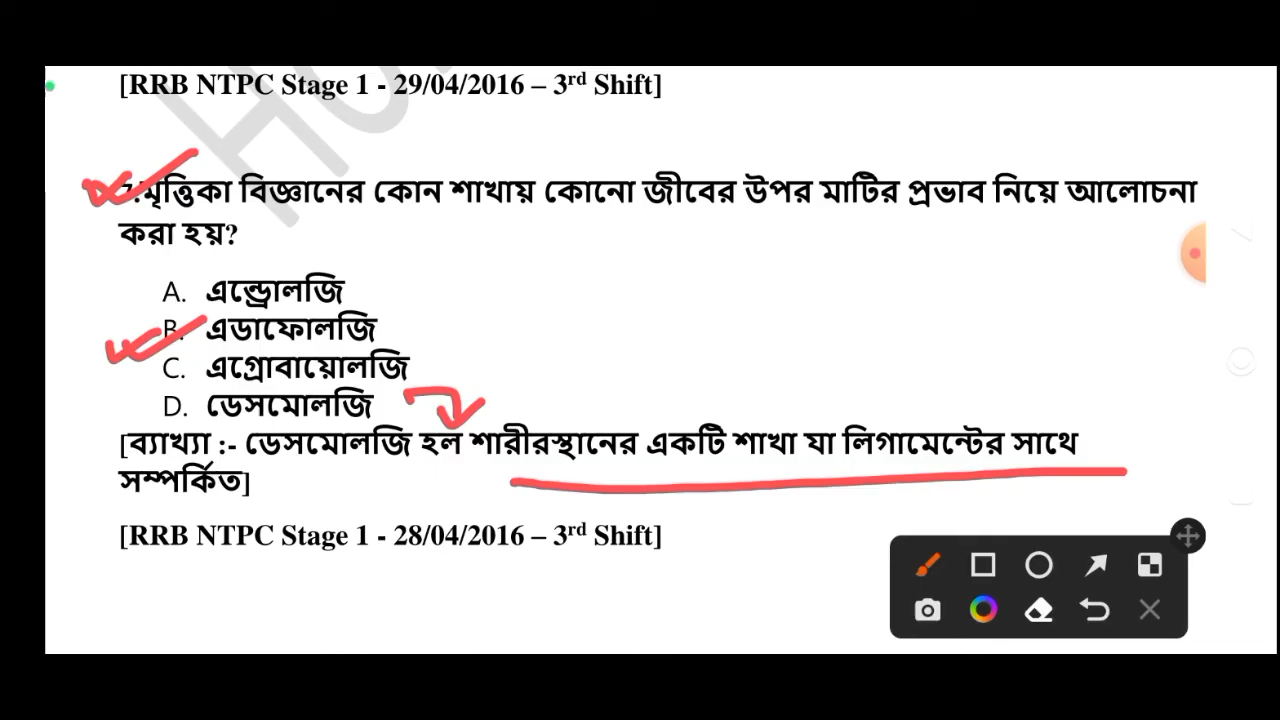 [RRB NTPC Stage 1 - 29/04/2016 – 3rd Shift]
7.মৃত্তিকা বিজ্ঞানের কোন শাখায় কোনো জীবের উপর মাটির প্রভাব নিয়ে আলোচনা
করা হয়?
A. এন্ড্রোলজি
B. এডাফোলজি
C. এগ্রোবায়োলজি
D. ডেসমোলজি
[ব্যাখ্যা :- ডেসমোলজি হল শারীরস্থানের একটি শাখা যা লিগামেন্টের সাথে
সম্পর্কিত]
[RRB NTPC Stage 1 - 28/04/2016 – 3rd Shift]